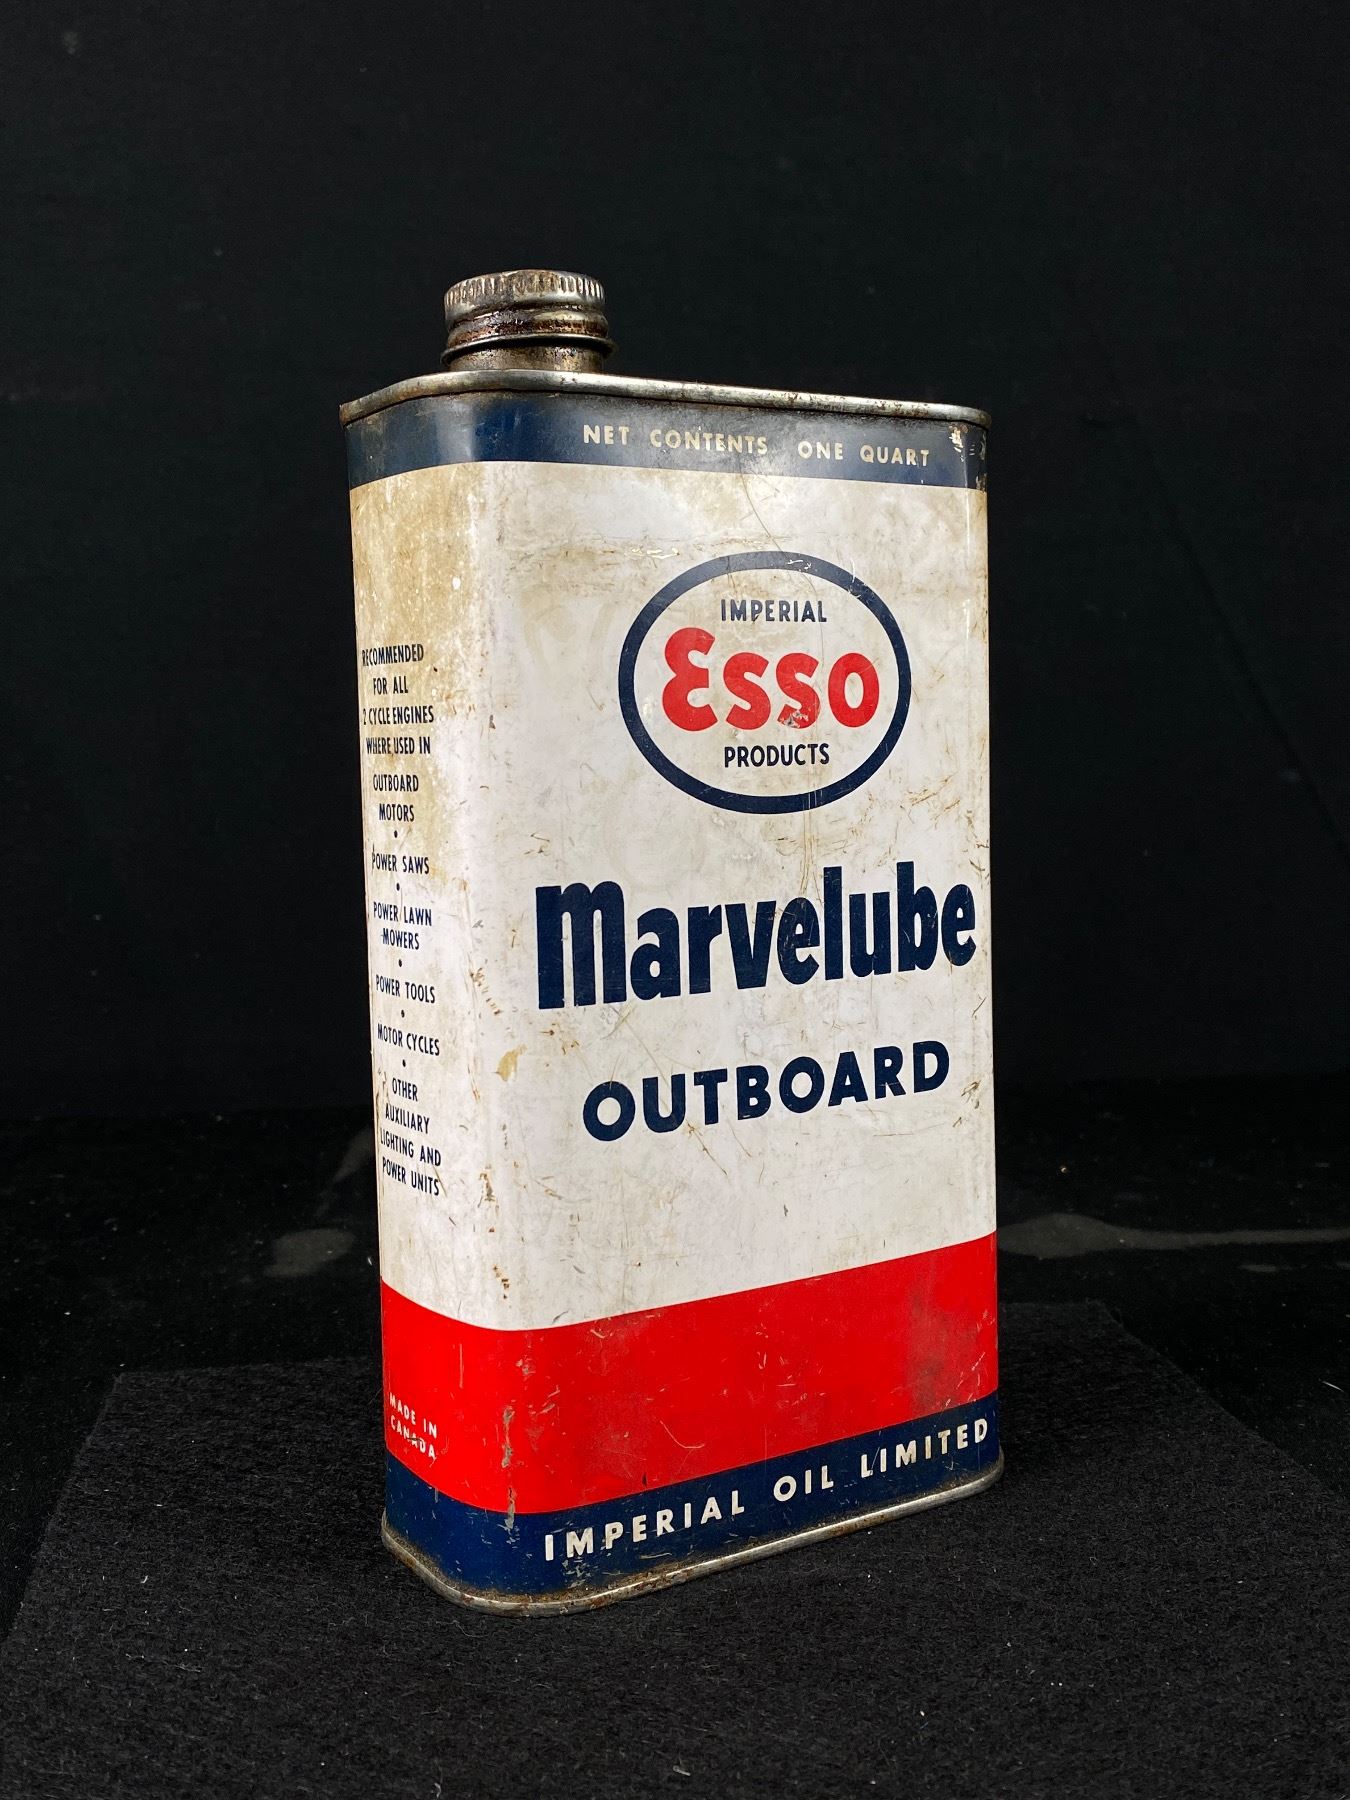 NET CONTENTS ONE QUART
IMPERIAL
Esso
PRODUCTS
Marvelube
OUTBOARD
IMPERIAL OIL LIMITED
RECOMMENDED
FOR ALL
2 CYCLE ENGINES
WHERE USED IN
OUTBOARD
MOTORS
•
POWER SAWS
•
POWER LAWN
MOWERS
•
POWER TOOLS
•
MOTOR CYCLES
•
OTHER
AUXILIARY
LIGHTING AND
POWER UNITS
MADE IN
CANADA